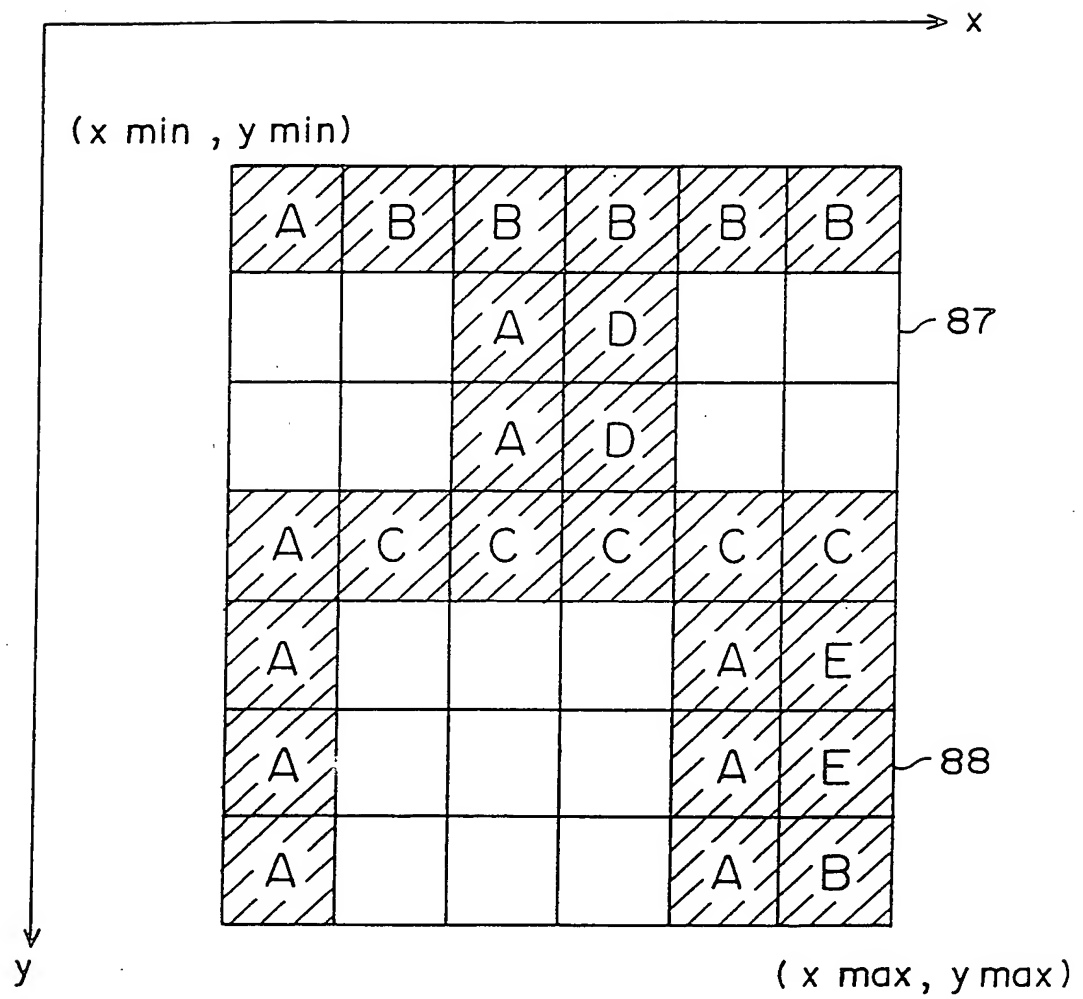 x
(x min , y min)
A B B B B B
A D
87
A D
A C C C C C
A A E
A A E
88
A A B
y
(x max, y max)